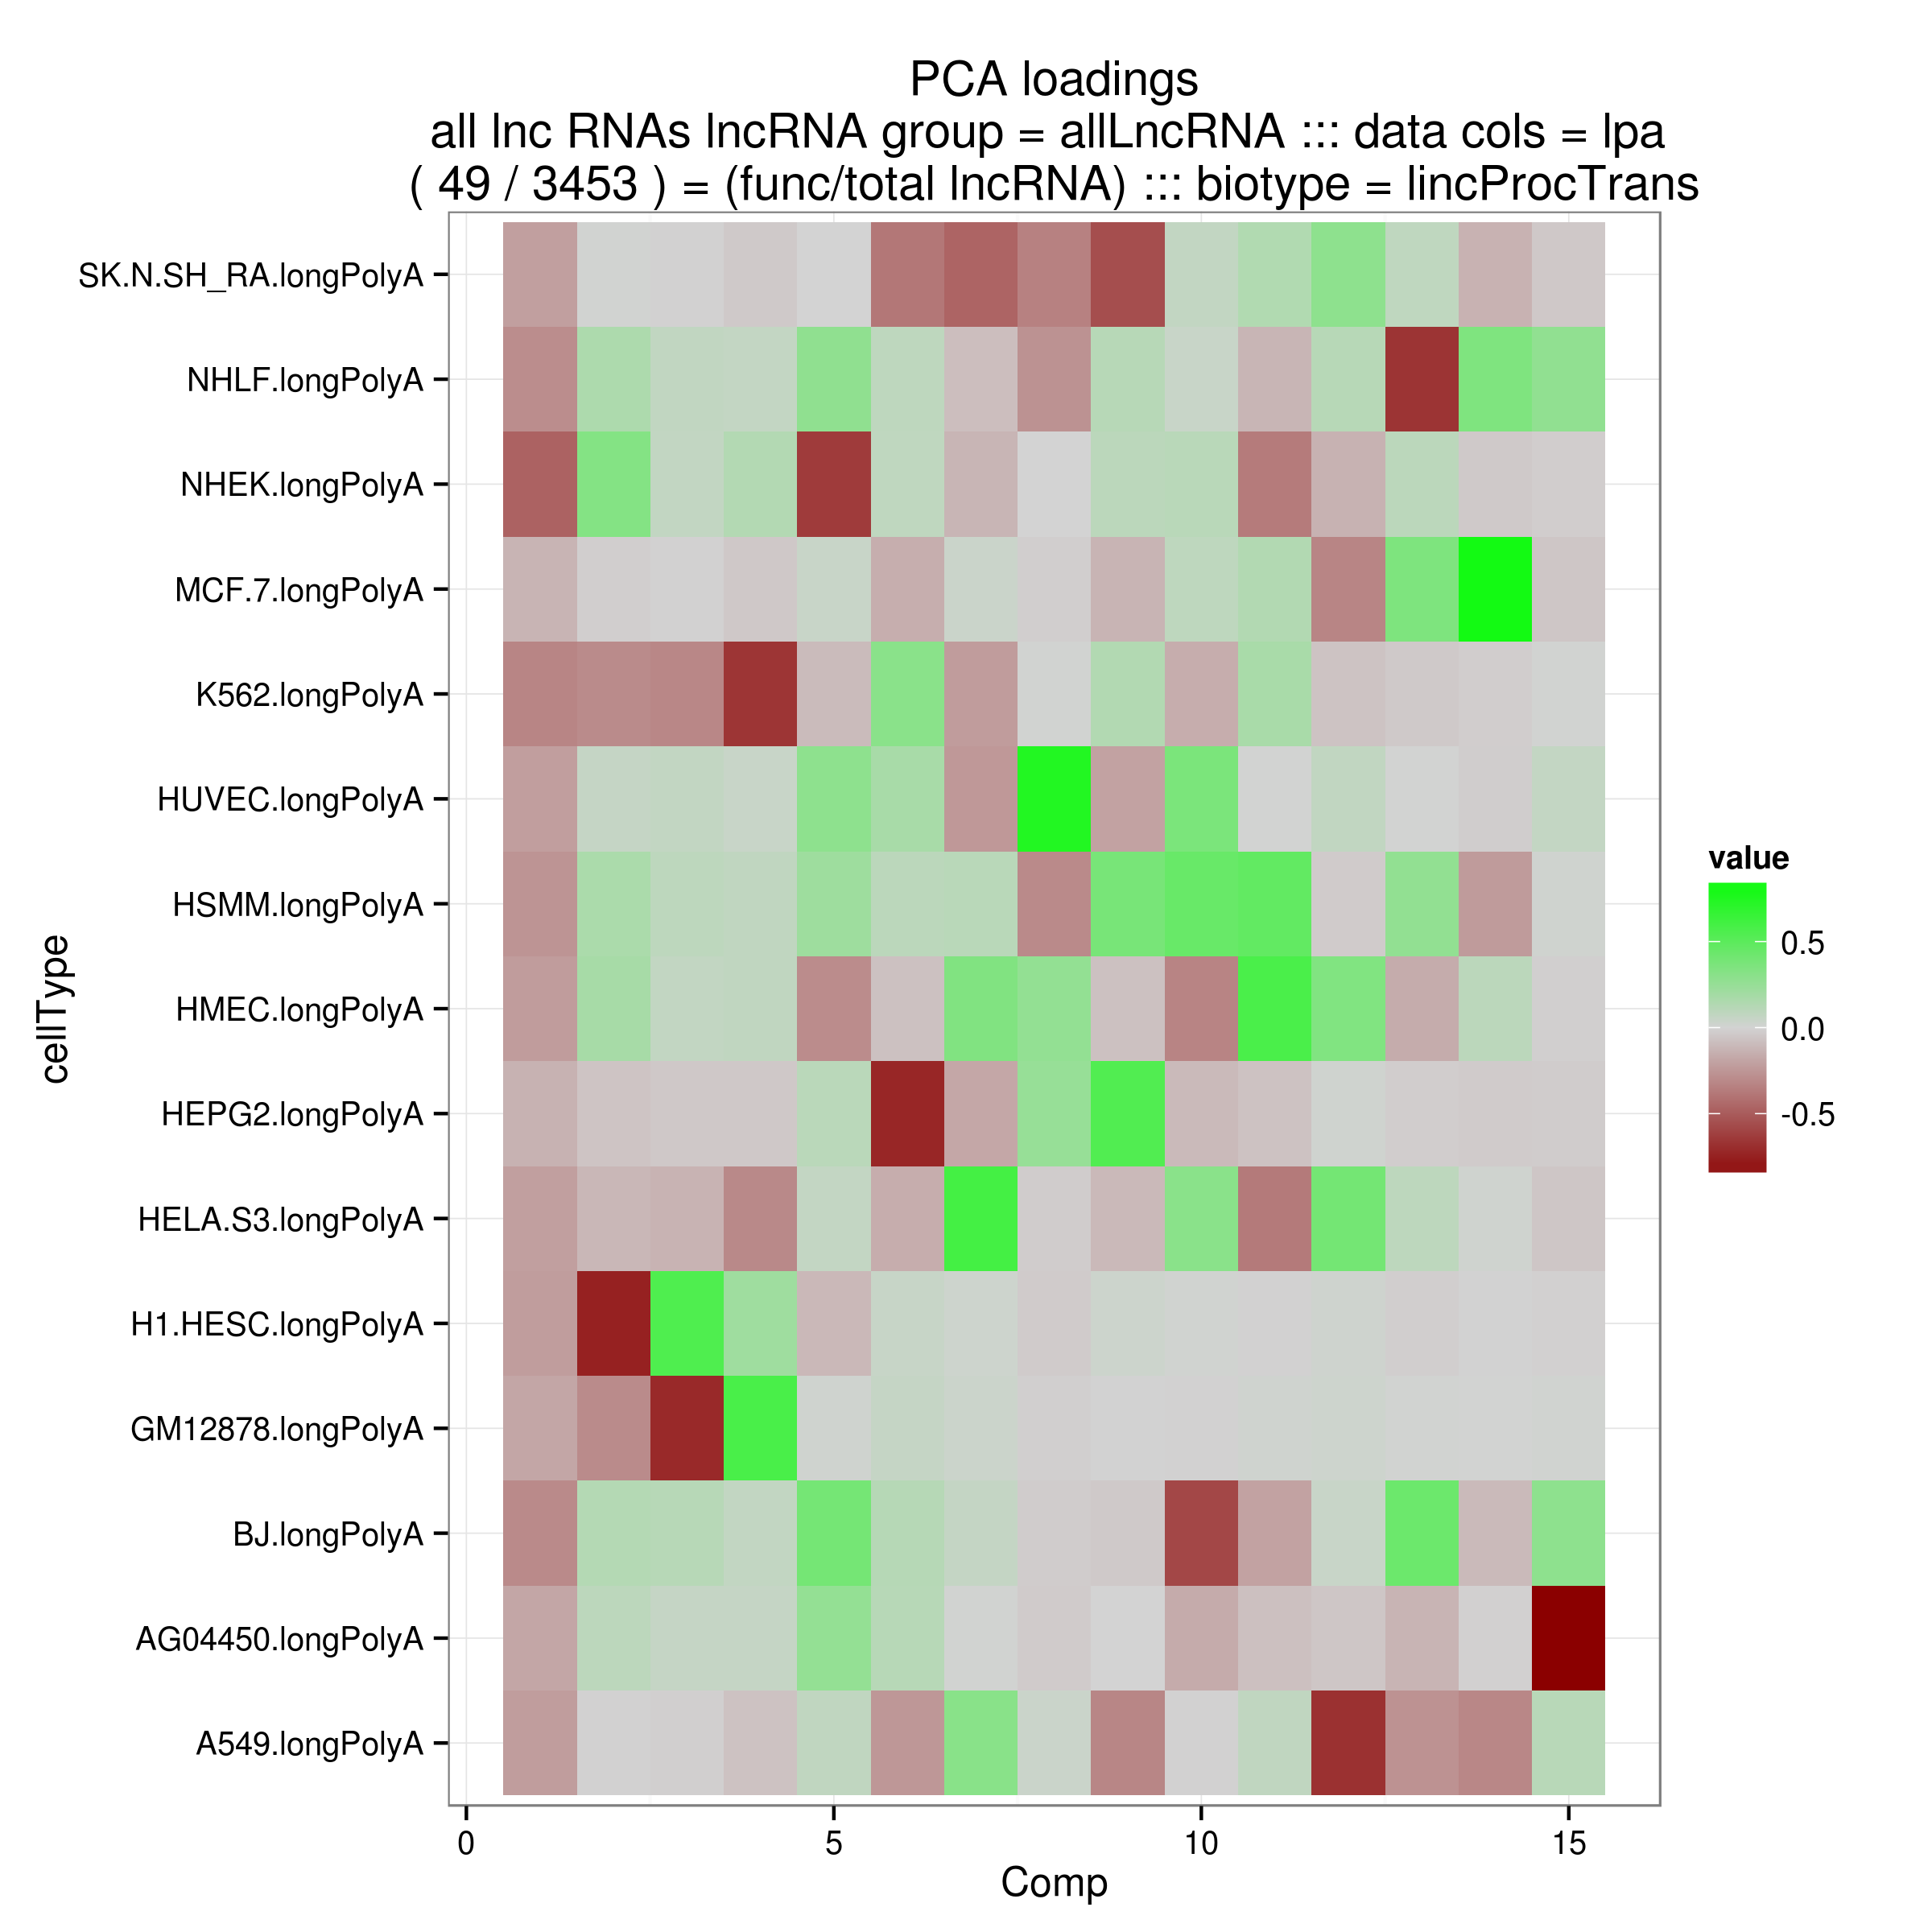 PCA loadings
all lnc RNAs lncRNA group = allLncRNA ::: data cols = lpa
( 49 / 3453 ) = (func/total lncRNA) ::: biotype = lincProcTrans
SK.N.SH_RA.longPolyA
NHLF.longPolyA
NHEK.longPolyA
MCF.7.longPolyA
K562.longPolyA
HUVEC.longPolyA
HSMM.longPolyA
HMEC.longPolyA
HEPG2.longPolyA
HELA.S3.longPolyA
H1.HESC.longPolyA
GM12878.longPolyA
BJ.longPolyA
AG04450.longPolyA
A549.longPolyA
cellType
0 5 10 15
Comp
value
0.5
0.0
-0.5